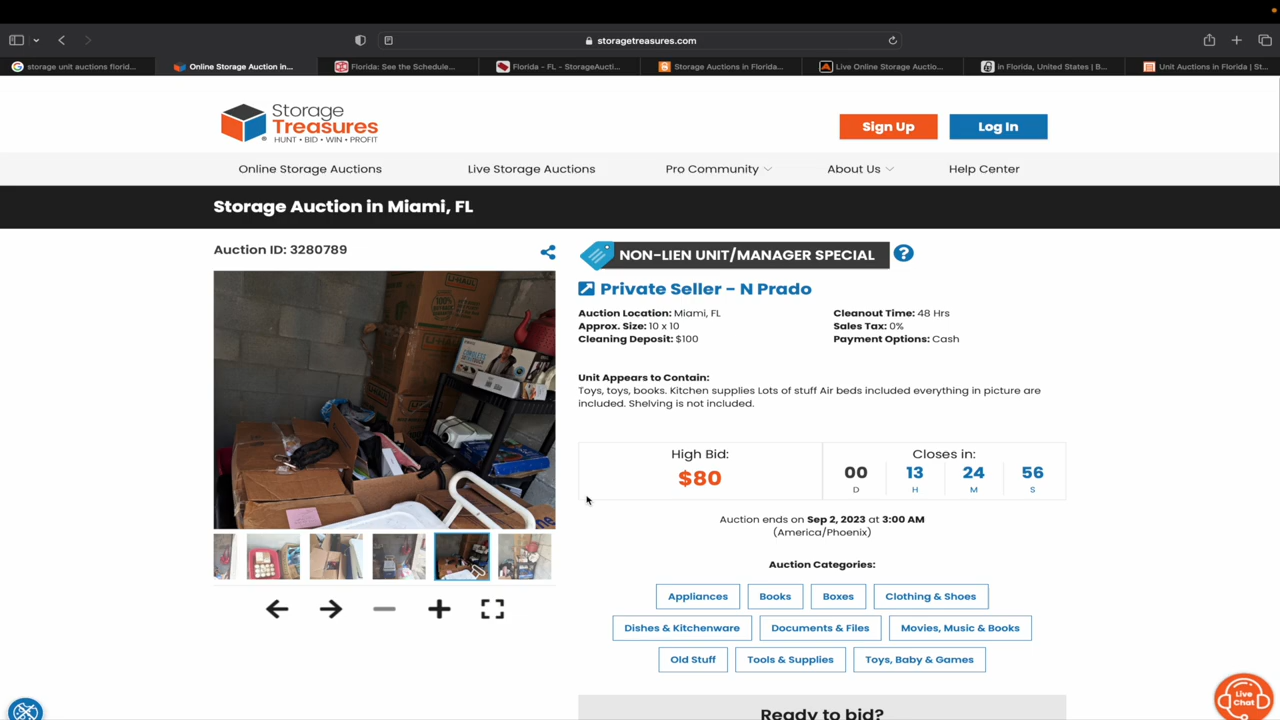 storagetreasures.com
storage unit auctions florid...
Online Storage Auction in...
Florida: See the Schedule...
Florida – FL - StorageAucti...
Storage Auctions in Florida...
Live Online Storage Auctio...
in Florida, United States | B...
Unit Auctions in Florida | St...
Storage
Treasures
HUNT • BID • WIN • PROFIT
Sign Up
Log In
Online Storage Auctions
Live Storage Auctions
Pro Community
About Us
Help Center
Storage Auction in Miami, FL
Auction ID: 3280789
U-HAUL
NON-LIEN UNIT/MANAGER SPECIAL
?
Private Seller - N Prado
Auction Location: Miami, FL
Approx. Size: 10 x 10
Cleaning Deposit: $100
Cleanout Time: 48 Hrs
Sales Tax: 0%
Payment Options: Cash
Unit Appears to Contain:
Toys, toys, books. Kitchen supplies Lots of stuff Air beds included everything in picture are
included. Shelving is not included.
High Bid:
$80
Closes in:
00 13 24 56
D H M S
Auction ends on Sep 2, 2023 at 3:00 AM
(America/Phoenix)
Auction Categories:
Appliances
Books
Boxes
Clothing & Shoes
Dishes & Kitchenware
Documents & Files
Movies, Music & Books
Old Stuff
Tools & Supplies
Toys, Baby & Games
Ready to bid?
Live
Chat